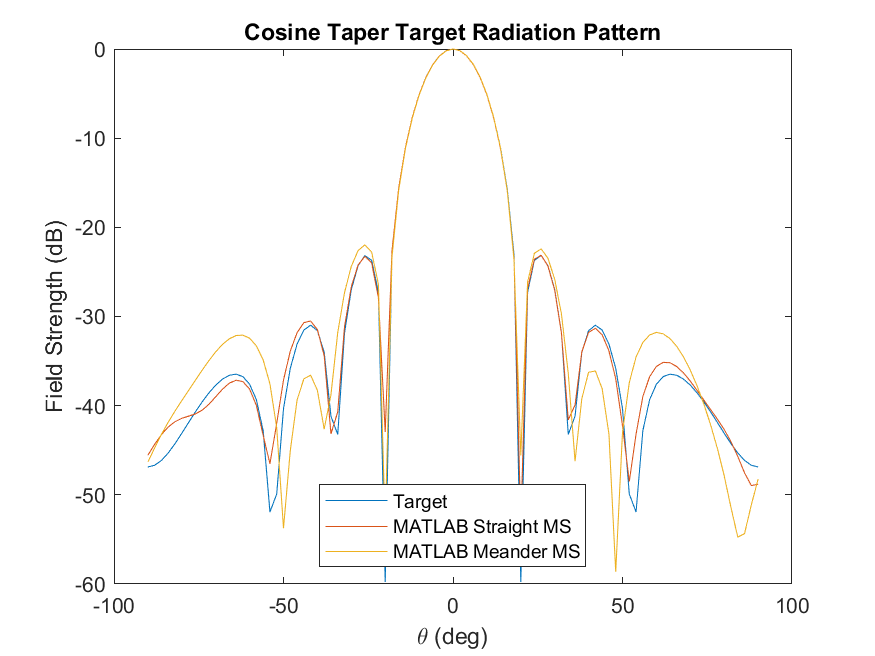 Cosine Taper Target Radiation Pattern
0
-10
-20
-30
-40
-50
-60
Field Strength (dB)
-100
-50
0
50
100
θ (deg)
Target
MATLAB Straight MS
MATLAB Meander MS